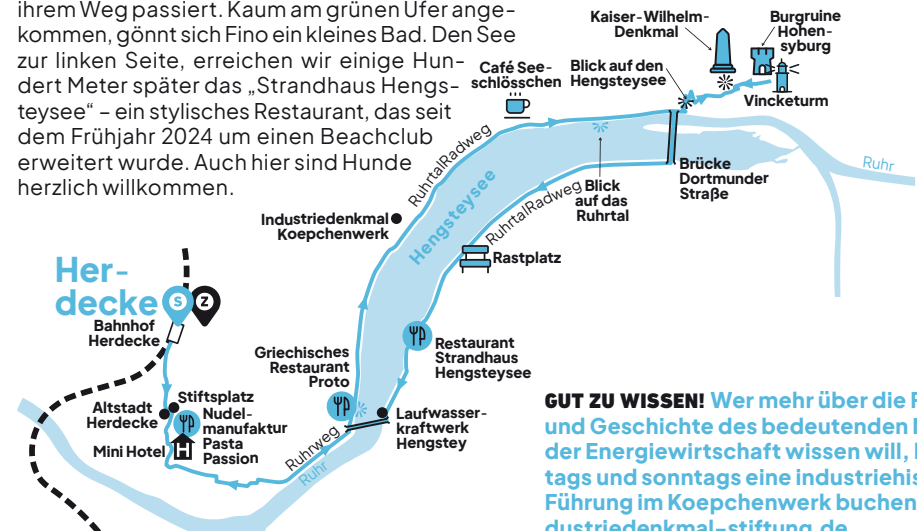 ihrem Weg passiert. Kaum am grünen Ufer ange-
kommen, gönnt sich Fino ein kleines Bad. Den See
zur linken Seite, erreichen wir einige Hun-
dert Meter später das „Strandhaus Hengs-
teysee“ – ein stylisches Restaurant, das seit
dem Frühjahr 2024 um einen Beachclub
erweitert wurde. Auch hier sind Hunde
herzlich willkommen.
Kaiser-Wilhelm-
Denkmal
Burgruine
Hohen-
syburg
Café See-
schlösschen
Blick auf den
Hengsteysee
Vincketurm
RuhrtalRadweg
Brücke
Dortmunder
Straße
Ruhr
Blick
auf das
Ruhrtal
RuhrtalRadweg
Hengsteysee
Industriedenkmal
Koepchenwerk
Rastplatz
Her-
decke
S
Z
Bahnhof
Herdecke
Restaurant
Strandhaus
Hengsteysee
Griechisches
Restaurant
Proto
Laufwasser-
kraftwerk
Hengstey
Stiftsplatz
Altstadt
Herdecke
Nudel-
manufaktur
Pasta
Passion
Mini Hotel
Ruhrweg
Ruhr
GUT ZU WISSEN! Wer mehr über die
und Geschichte des bedeutenden
der Energiewirtschaft wissen will,
tags und sonntags eine industriehis
Führung im Koepchenwerk buchen
dustriedenkmal-stiftung.de